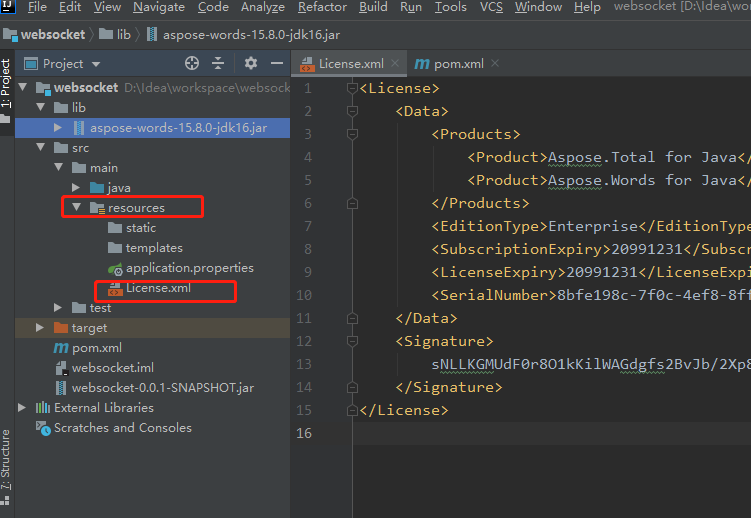 File Edit View Navigate Code Analyze Refactor Build Run Tools VCS Window Help websocket [D:\Idea\w
websocket lib aspose-words-15.8.0-jdk16.jar
1: Project
7: Structure
Project
websocket D:\Idea\workspace\websock
lib
aspose-words-15.8.0-jdk16.jar
src
main
java
resources
static
templates
application.properties
License.xml
test
target
pom.xml
websocket.iml
websocket-0.0.1-SNAPSHOT.jar
External Libraries
Scratches and Consoles
License.xml pom.xml
1 <License>
2 <Data>
3 <Products>
4 <Product>Aspose.Total for Java</
5 <Product>Aspose.Words for Java</
6 </Products>
7 <EditionType>Enterprise</EditionType
8 <SubscriptionExpiry>20991231</Subscr
9 <LicenseExpiry>20991231</LicenseExpi
10 <SerialNumber>8bfe198c-7f0c-4ef8-8ff
11 </Data>
12 <Signature>
13 sNLLKGMUdF0r8O1kKilWAGdgfs2BvJb/2Xp8
14 </Signature>
15 </License>
16